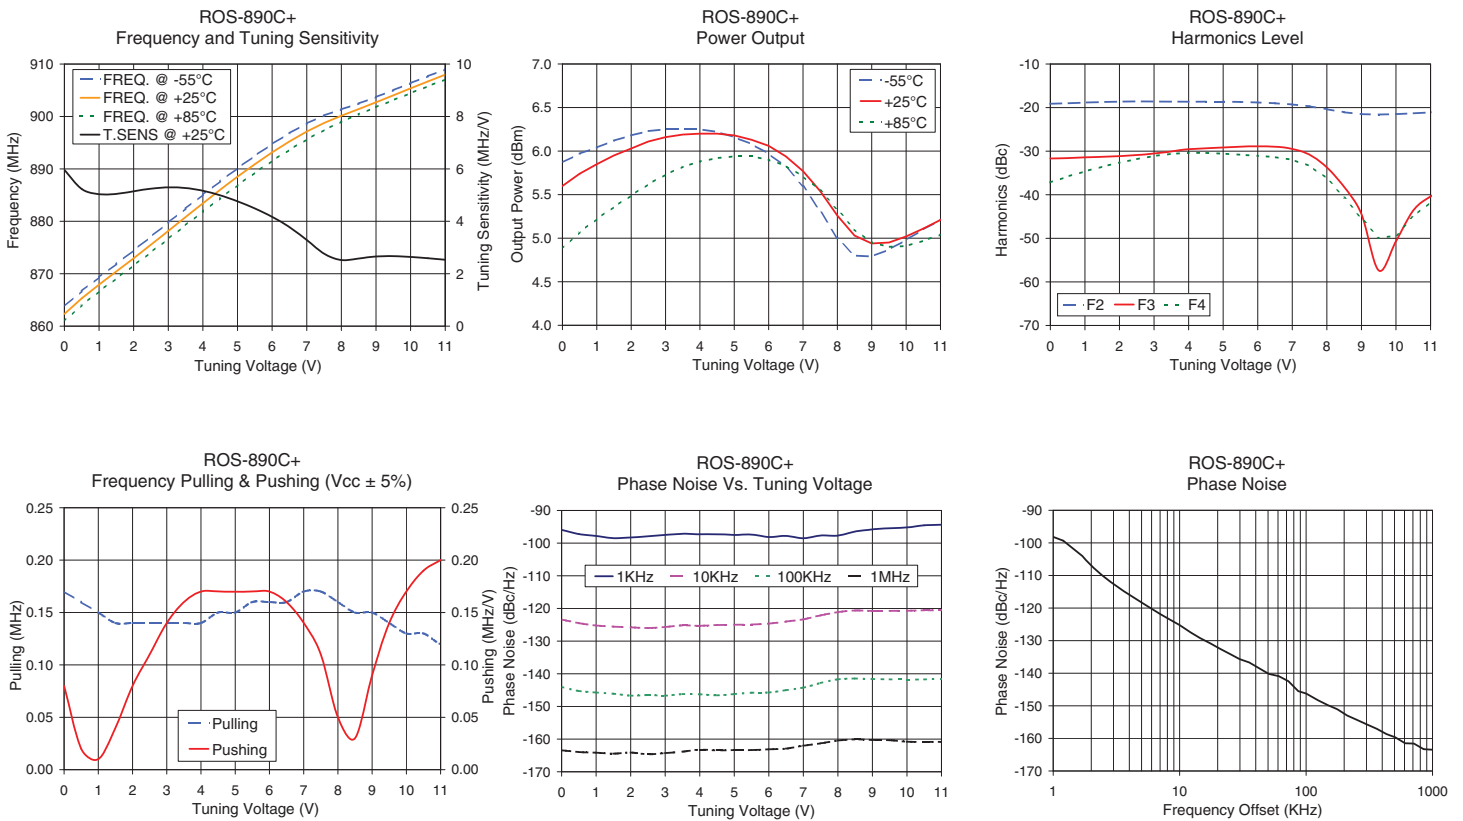 ROS-890C+
Frequency and Tuning Sensitivity
910
900
890
880
870
860
10
8
6
4
2
0
Frequency (MHz)
Tuning Sensitivity (MHz/V)
FREQ. @ -55°C
FREQ. @ +25°C
FREQ. @ +85°C
T.SENS @ +25°C
0 1 2 3 4 5 6 7 8 9 10 11
Tuning Voltage (V)
ROS-890C+
Power Output
7.0
6.5
6.0
5.5
5.0
4.5
4.0
Output Power (dBm)
-55°C
+25°C
+85°C
0 1 2 3 4 5 6 7 8 9 10 11
Tuning Voltage (V)
ROS-890C+
Harmonics Level
-10
-20
-30
-40
-50
-60
-70
Harmonics (dBc)
F2 F3 F4
0 1 2 3 4 5 6 7 8 9 10 11
Tuning Voltage (V)
ROS-890C+
Frequency Pulling & Pushing (Vcc ± 5%)
0.25
0.20
0.15
0.10
0.05
0.00
0.25
0.20
0.15
0.10
0.05
0.00
Pulling (MHz)
Pushing (MHz/V)
Pulling
Pushing
0 1 2 3 4 5 6 7 8 9 10 11
Tuning Voltage (V)
ROS-890C+
Phase Noise Vs. Tuning Voltage
-90
-100
-110
-120
-130
-140
-150
-160
-170
Phase Noise (dBc/Hz)
1KHz 10KHz 100KHz 1MHz
0 1 2 3 4 5 6 7 8 9 10 11
Tuning Voltage (V)
ROS-890C+
Phase Noise
-90
-100
-110
-120
-130
-140
-150
-160
-170
Phase Noise (dBc/Hz)
1 10 100 1000
Frequency Offset (KHz)